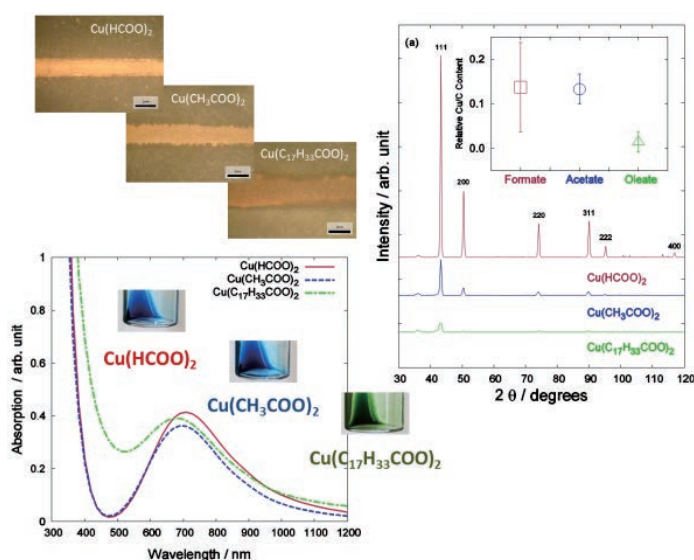 Cu(HCOO)2
Cu(CH3COO)2
Cu(C17H33COO)2
(a)
111
200
220
311
222
400
Relative Cu/C Content
0.2
0.1
0.0
Formate Acetate Oleate
Intensity / arb. unit
Cu(HCOO)2
Cu(CH3COO)2
Cu(C17H33COO)2
30 40 50 60 70 80 90 100 110 120
2 θ / degrees
Cu(HCOO)2
Cu(CH3COO)2
Cu(C17H33COO)2
Cu(HCOO)2
Cu(CH3COO)2
Cu(C17H33COO)2
Absorption / arb. unit
1
0.8
0.6
0.4
0.2
0
300 400 500 600 700 800 900 1000 1100 1200
Wavelength / nm